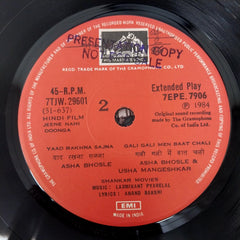 PRESENTATION COPY
NOT FOR SALE
REGD. TRADE MARK OF THE GRAMOPHONE CO.
45-R.P.M.
7TJW. 29601
(51-637)
HINDI FILM
JEENE NAHI
DOONGA
2
Extended Play
7EPE. 7906
℗ 1984
Original sound recording
made by The Gramophone
Co. of India Ltd.
YAAD RAKHNA SAJNA
याद रखना सजना
ASHA BHOSLE
GALI GALI MEN BAAT CHALI
गली गली में बात चली
ASHA BHOSLE &
USHA MANGESHKAR
SHANKAR MOVIES
MUSIC: LAXMIKANT PYARELAL
LYRICS: ANAND BAKSHI
EMI
MADE IN INDIA